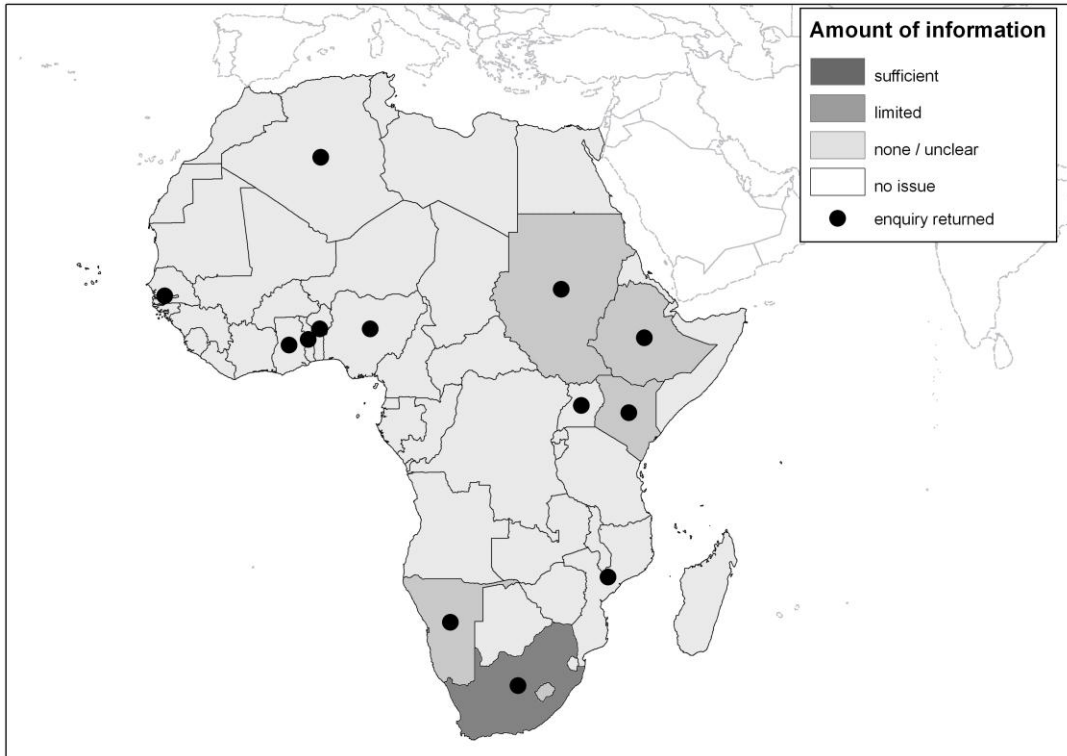 Amount of information
sufficient
limited
none / unclear
no issue
enquiry returned